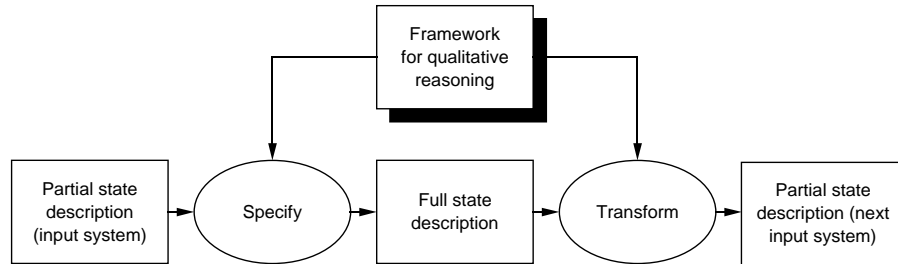 Framework
for qualitative
reasoning
Partial state
description
(input system)
Specify
Full state
description
Transform
Partial state
description (next
input system)